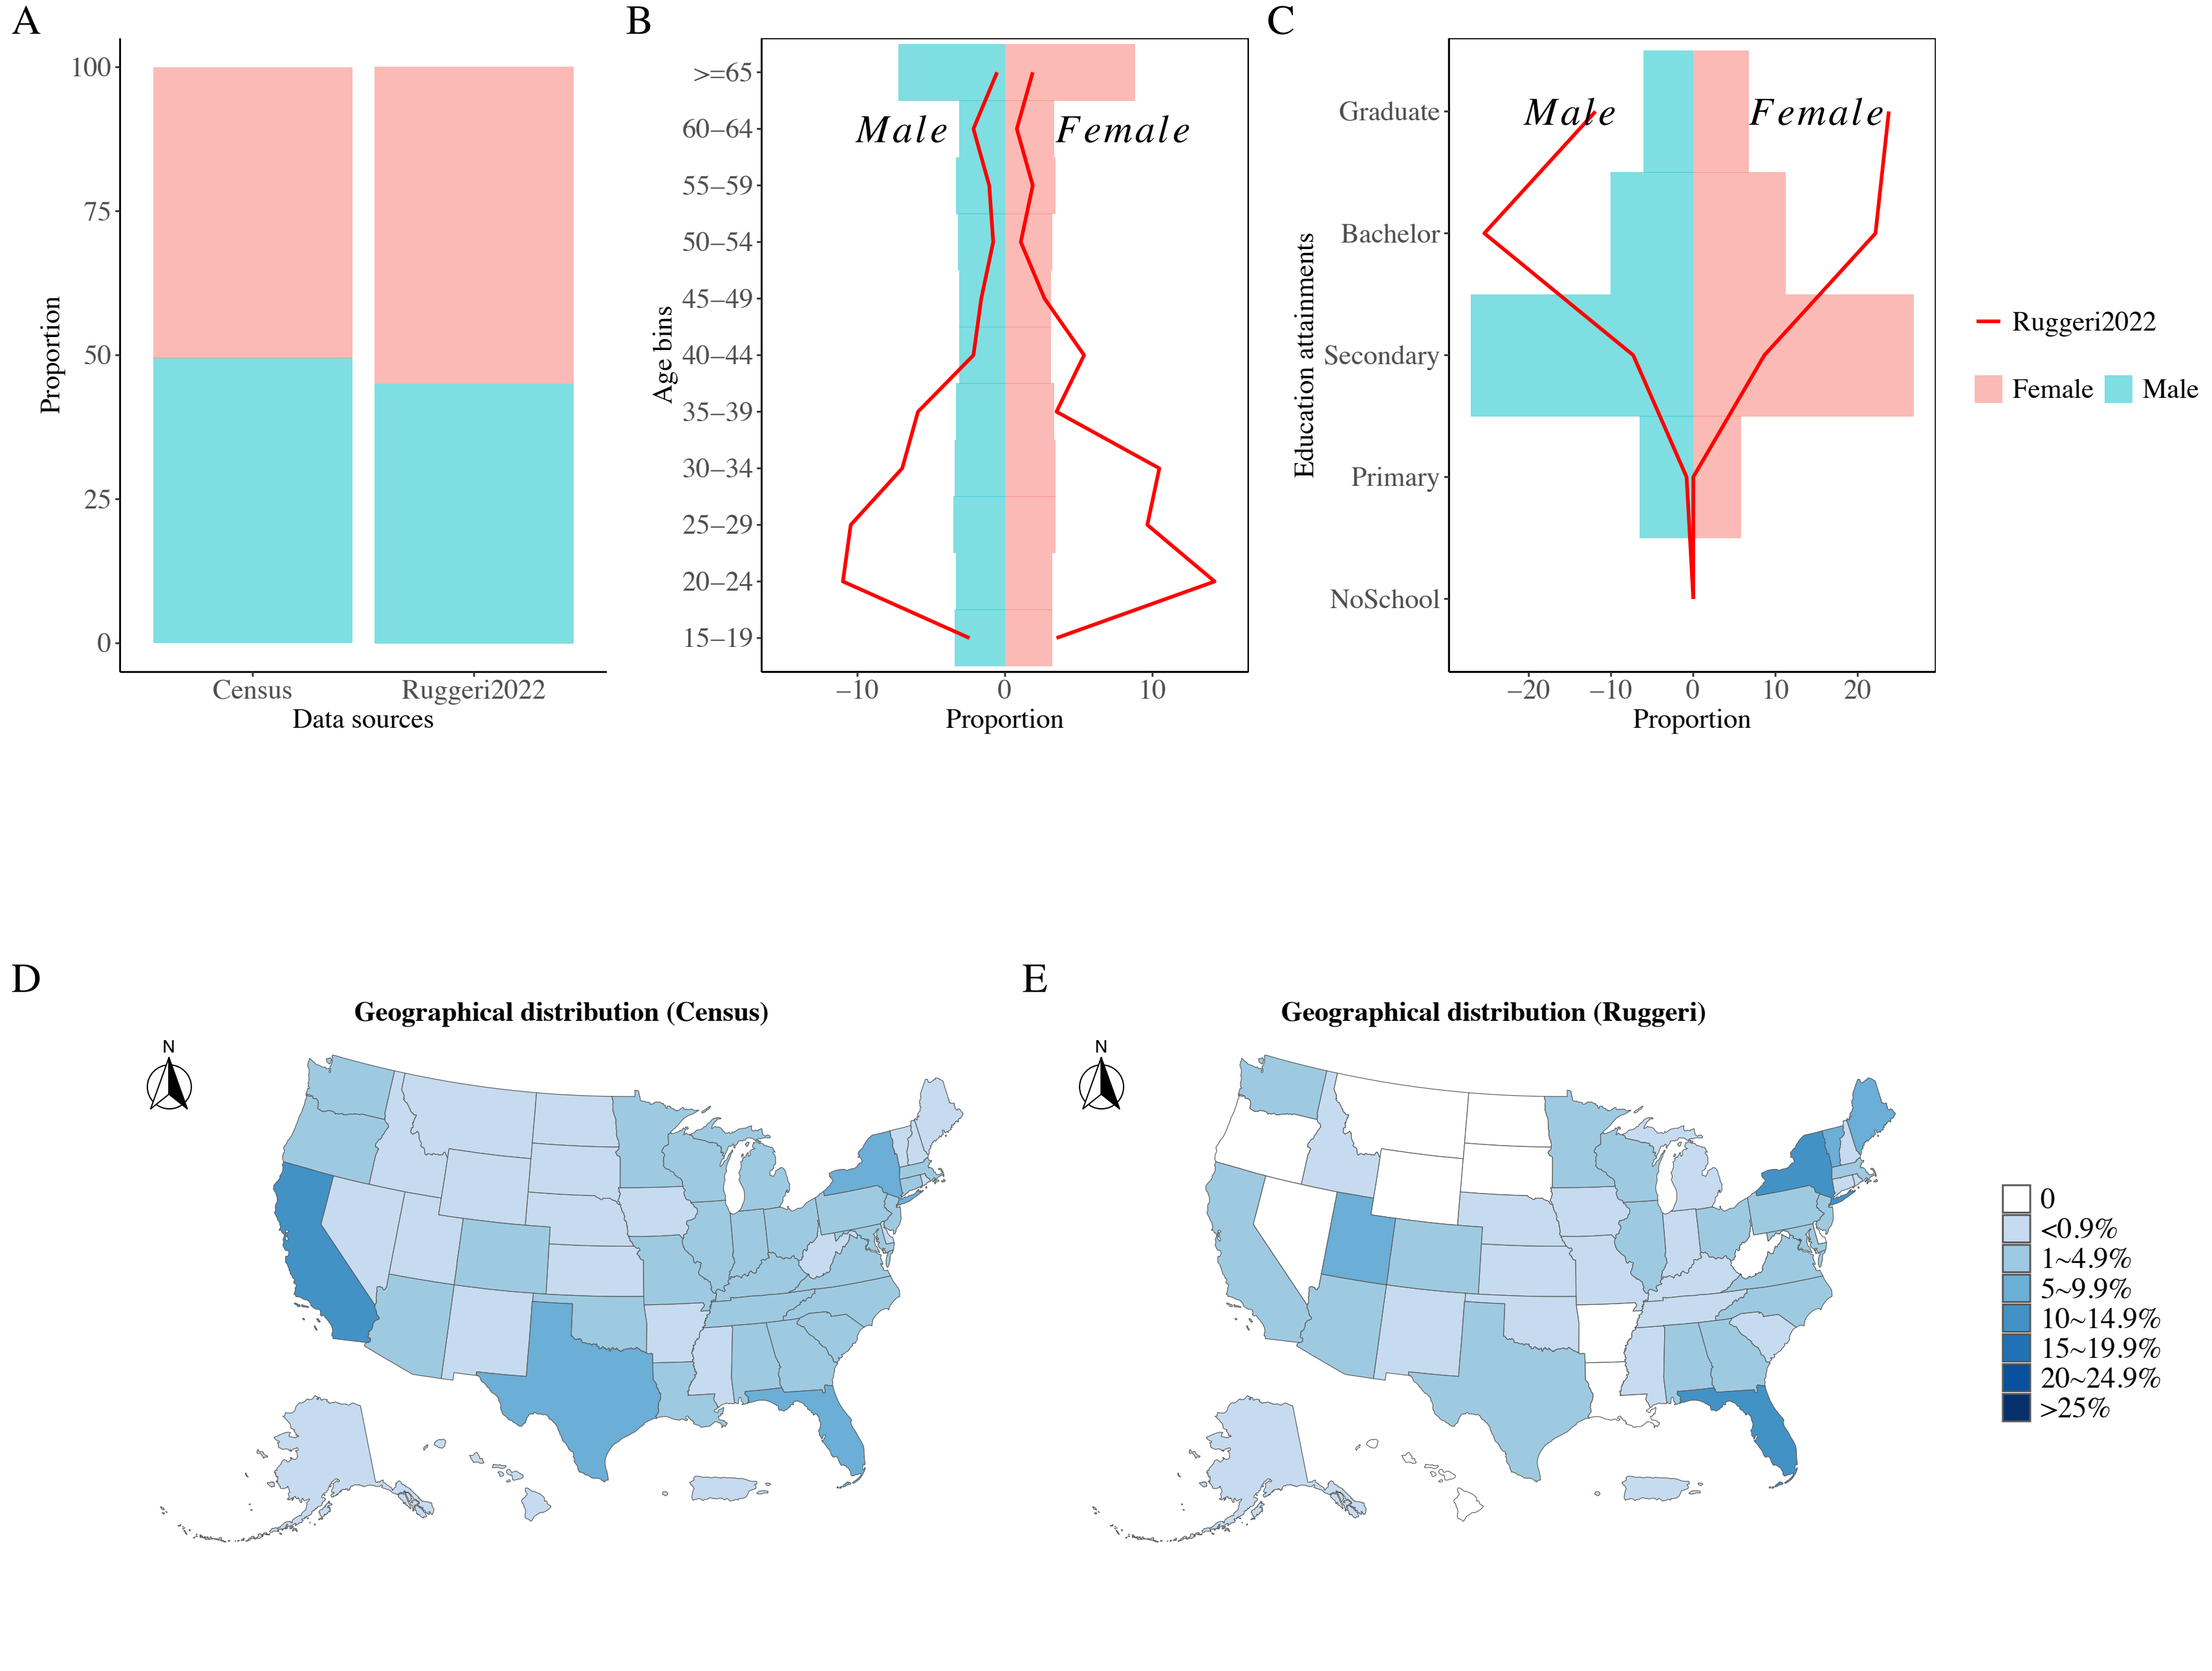 A
100
75
50
25
0
Proportion
Census
Ruggeri2022
Data sources
B
>=65
60–64
55–59
50–54
45–49
40–44
35–39
30–34
25–29
20–24
15–19
Age bins
Male
Female
–10
0
10
Proportion
C
Graduate
Bachelor
Secondary
Primary
NoSchool
Education attainments
Male
Female
–20
–10
0
10
20
Proportion
Ruggeri2022
Female
Male
D
Geographical distribution (Census)
N
E
Geographical distribution (Ruggeri)
N
0
<0.9%
1~4.9%
5~9.9%
10~14.9%
15~19.9%
20~24.9%
>25%